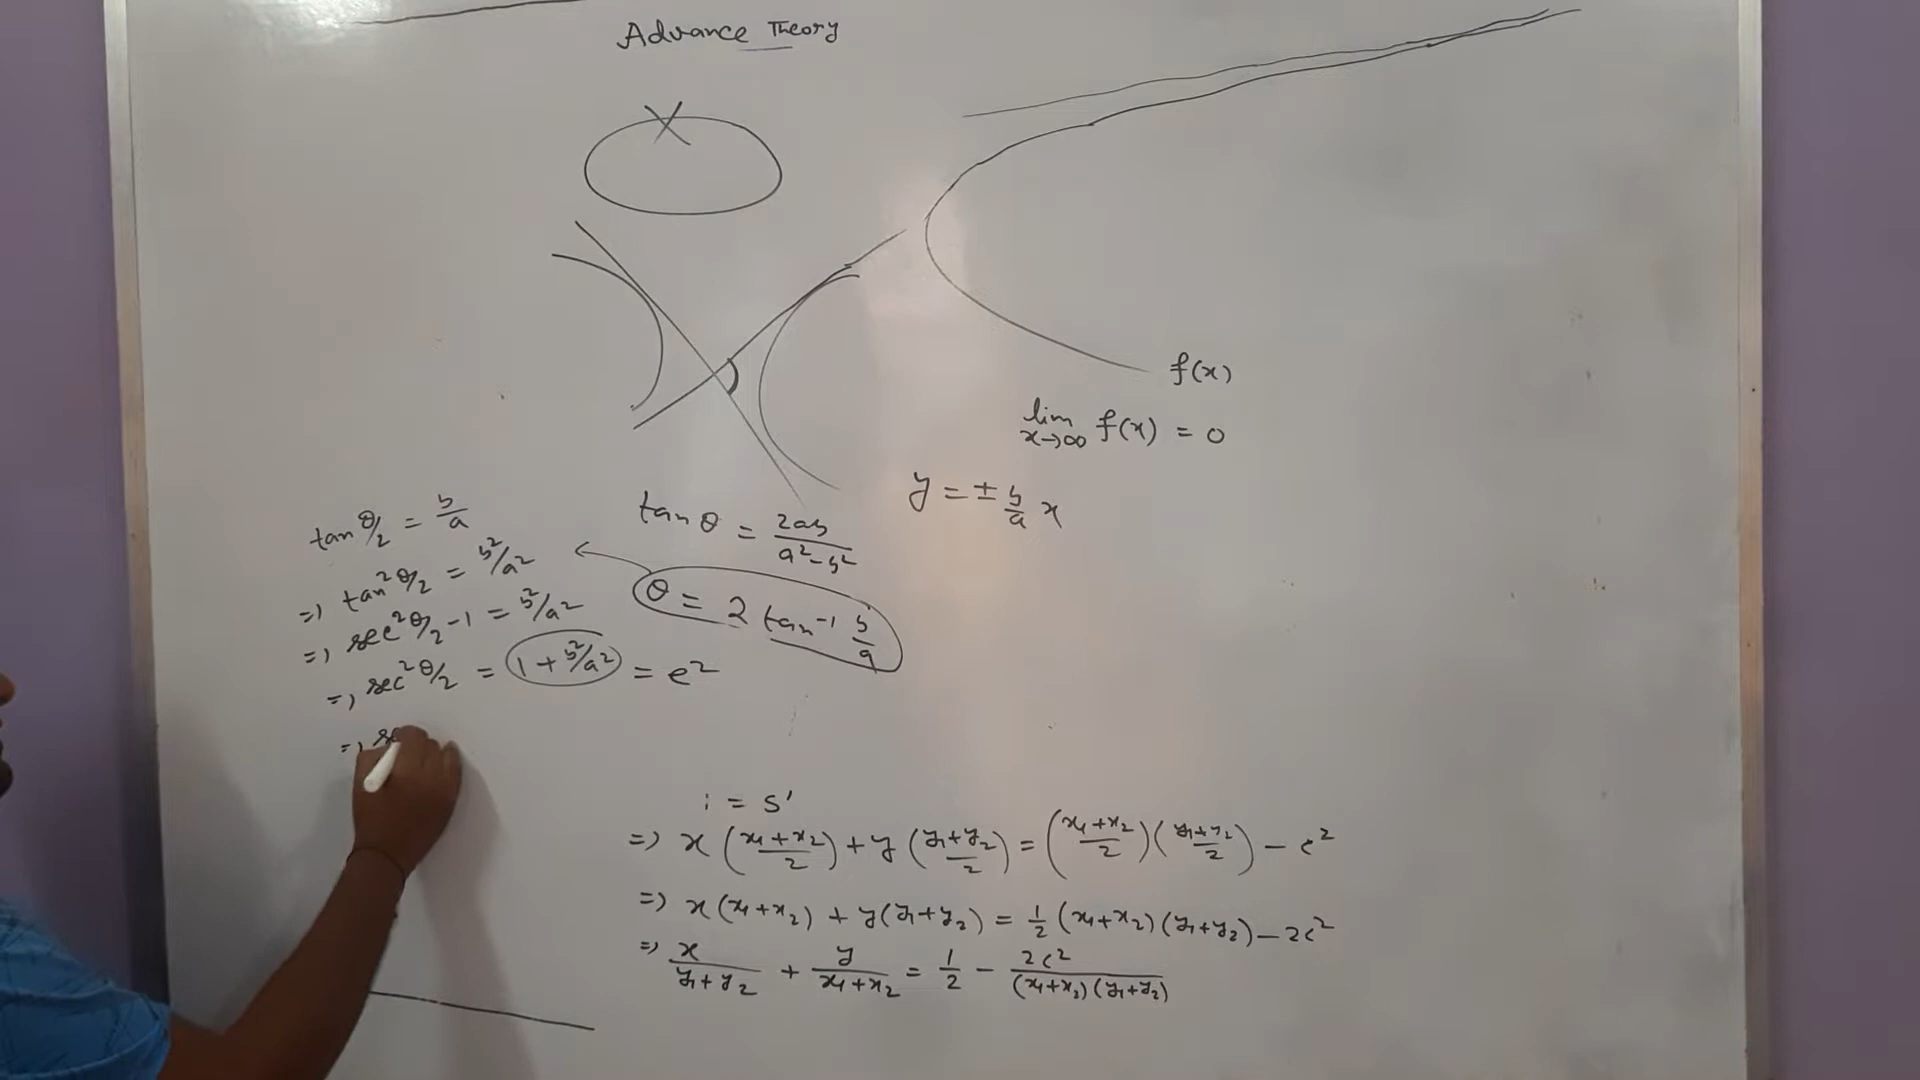 Advance Theory
f(x)
lim x→∞ f(x) = 0
y = ± b/a x
tan θ = 2ab/(a² - b²)
θ = 2 tan⁻¹ b/a
tan θ/2 = b/a
=) tan² θ/2 = b²/a²
=) sec² θ/2 - 1 = b²/a²
=) sec² θ/2 = 1 + b²/a² = e²
=) se
: = S'
=) x ((x₁+x₂)/2) + y ((y₁+y₂)/2) = ((x₁+x₂)/2)((y₁+y₂)/2) - c²
=) x(x₁+x₂) + y(y₁+y₂) = 1/2 (x₁+x₂)(y₁+y₂) - 2c²
=) x/(y₁+y₂) + y/(x₁+x₂) = 1/2 - 2c²/((x₁+x₂)(y₁+y₂))